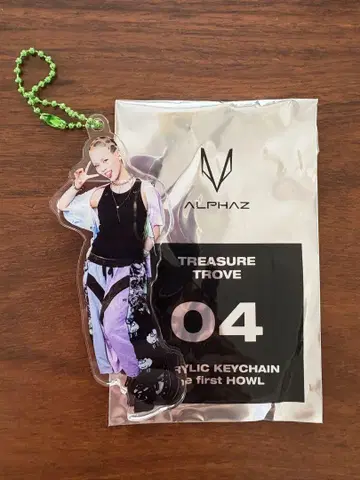 ALPHAZ
TREASURE
TROVE
04
RYLIC KEYCHAIN
e first HOWL